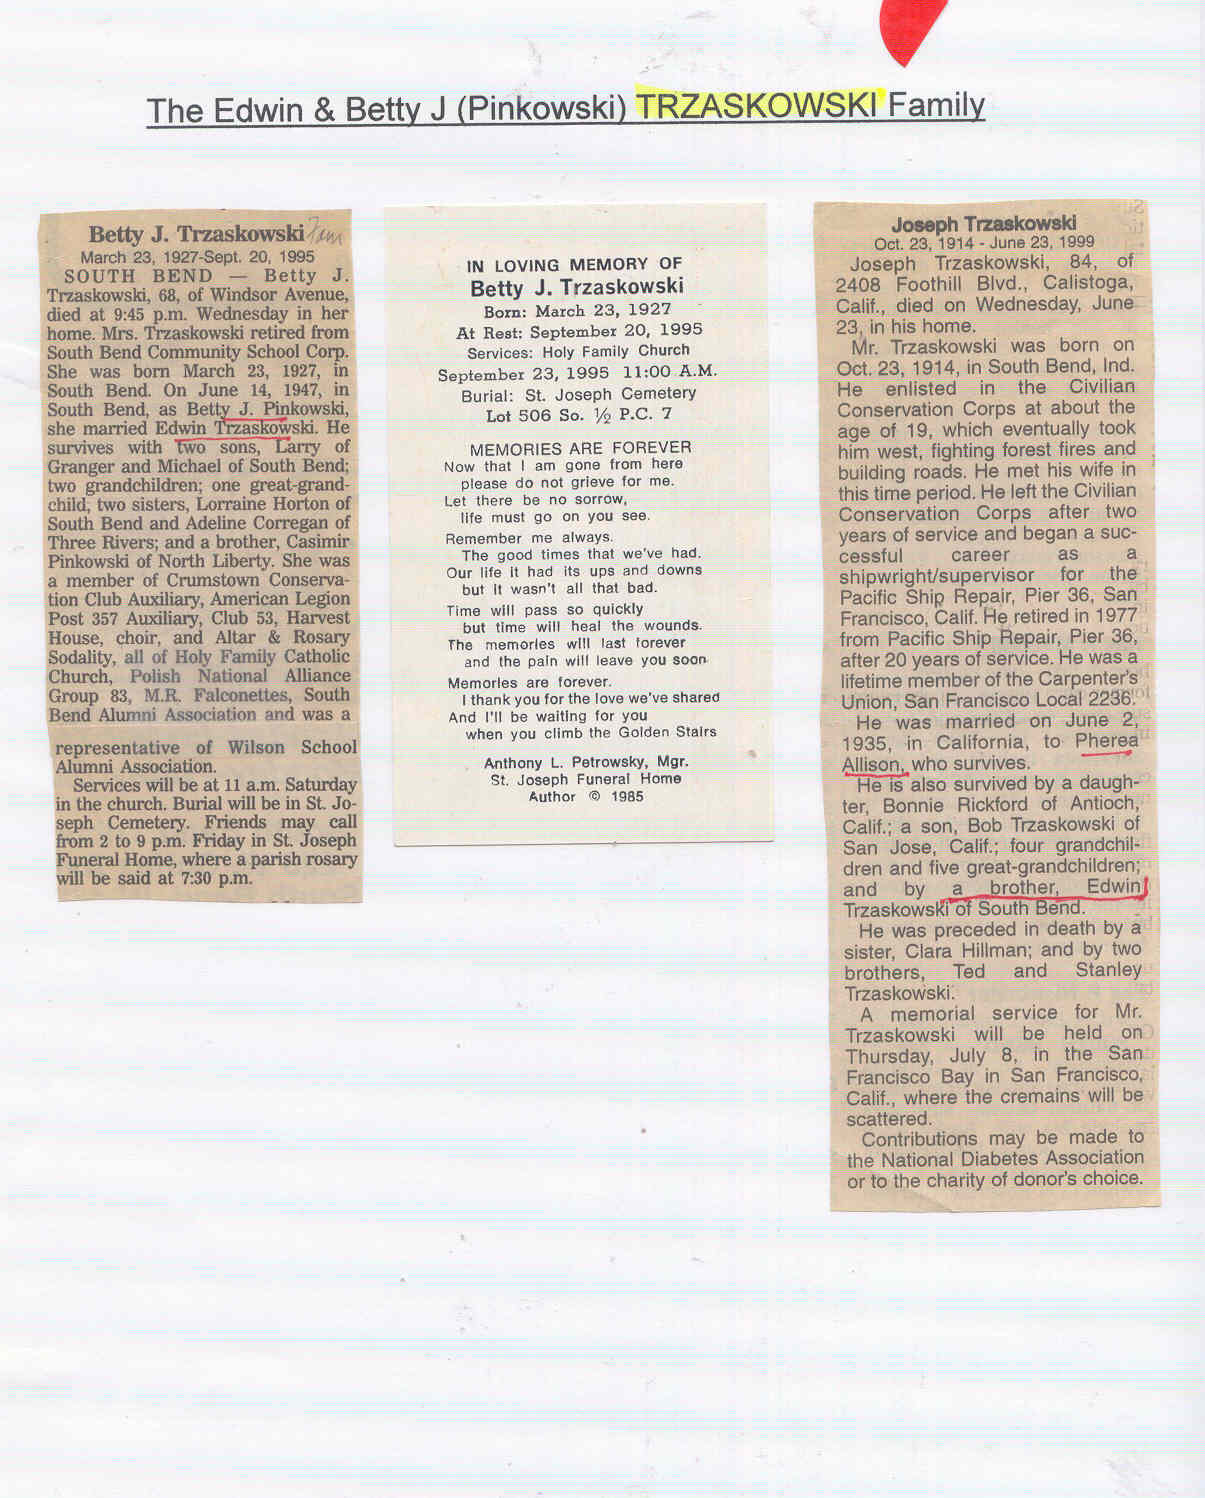 The Edwin & Betty J (Pinkowski) TRZASKOWSKI Family
Betty J. Trzaskowski
March 23, 1927-Sept. 20, 1995
SOUTH BEND — Betty J.
Trzaskowski, 68, of Windsor Avenue,
died at 9:45 p.m. Wednesday in her
home. Mrs. Trzaskowski retired from
South Bend Community School Corp.
She was born March 23, 1927, in
South Bend. On June 14, 1947, in
South Bend, as Betty J. Pinkowski,
she married Edwin Trzaskowski. He
survives with two sons, Larry of
Granger and Michael of South Bend;
two grandchildren; one great-grand-
child; two sisters, Lorraine Horton of
South Bend and Adeline Corregan of
Three Rivers; and a brother, Casimir
Pinkowski of North Liberty. She was
a member of Crumstown Conserva-
tion Club Auxiliary, American Legion
Post 357 Auxiliary, Club 53, Harvest
House, choir, and Altar & Rosary
Sodality, all of Holy Family Catholic
Church, Polish National Alliance
Group 83, M.R. Falconettes, South
Bend Alumni Association and was a
representative of Wilson School
Alumni Association.
Services will be at 11 a.m. Saturday
in the church. Burial will be in St. Jo-
seph Cemetery. Friends may call
from 2 to 9 p.m. Friday in St. Joseph
Funeral Home, where a parish rosary
will be said at 7:30 p.m.
IN LOVING MEMORY OF
Betty J. Trzaskowski
Born: March 23, 1927
At Rest: September 20, 1995
Services: Holy Family Church
September 23, 1995 11:00 A.M.
Burial: St. Joseph Cemetery
Lot 506 So. ½ P.C. 7
MEMORIES ARE FOREVER
Now that I am gone from here
please do not grieve for me.
Let there be no sorrow,
life must go on you see.
Remember me always.
The good times that we've had.
Our life it had its ups and downs
but it wasn't all that bad.
Time will pass so quickly
but time will heal the wounds.
The memories will last forever
and the pain will leave you soon
Memories are forever.
I thank you for the love we've shared
And I'll be waiting for you
when you climb the Golden Stairs
Anthony L. Petrowsky, Mgr.
St. Joseph Funeral Home
Author © 1985
Joseph Trzaskowski
Oct. 23, 1914 - June 23, 1999
Joseph Trzaskowski, 84, of
2408 Foothill Blvd., Calistoga,
Calif., died on Wednesday, June
23, in his home.
Mr. Trzaskowski was born on
Oct. 23, 1914, in South Bend, Ind.
He enlisted in the Civilian
Conservation Corps at about the
age of 19, which eventually took
him west, fighting forest fires and
building roads. He met his wife in
this time period. He left the Civilian
Conservation Corps after two
years of service and began a suc-
cessful career as a
shipwright/supervisor for the
Pacific Ship Repair, Pier 36, San
Francisco, Calif. He retired in 1977
from Pacific Ship Repair, Pier 36,
after 20 years of service. He was a
lifetime member of the Carpenter's
Union, San Francisco Local 2236.
He was married on June 2,
1935, in California, to Pherea
Allison, who survives.
He is also survived by a daugh-
ter, Bonnie Rickford of Antioch,
Calif.; a son, Bob Trzaskowski of
San Jose, Calif.; four grandchil-
dren and five great-grandchildren;
and by a brother, Edwin
Trzaskowski of South Bend.
He was preceded in death by a
sister, Clara Hillman; and by two
brothers, Ted and Stanley
Trzaskowski.
A memorial service for Mr.
Trzaskowski will be held on
Thursday, July 8, in the San
Francisco Bay in San Francisco,
Calif., where the cremains will be
scattered.
Contributions may be made to
the National Diabetes Association
or to the charity of donor's choice.